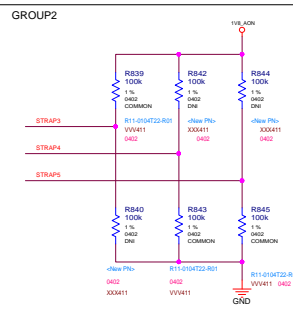 GROUP2
1V8_AON
R839 R842 R844
100k 100k 100k
1 % 1 % 1 %
0402 0402 0402
COMMON DNI DNI
STRAP3 R11-0104T22-R01 <New PN> <New PN>
VVV411 XXX411 XXX411
0402 0402 0402
STRAP4
STRAP5
R840 R843 R845
100k 100k 100k
1 % 1 % 1 %
0402 0402 0402
DNI COMMON COMMON
<New PN> R11-0104T22-R01 R11-0104T22-R
0402 0402 VVV411 0402
XXX411 VVV411
GND